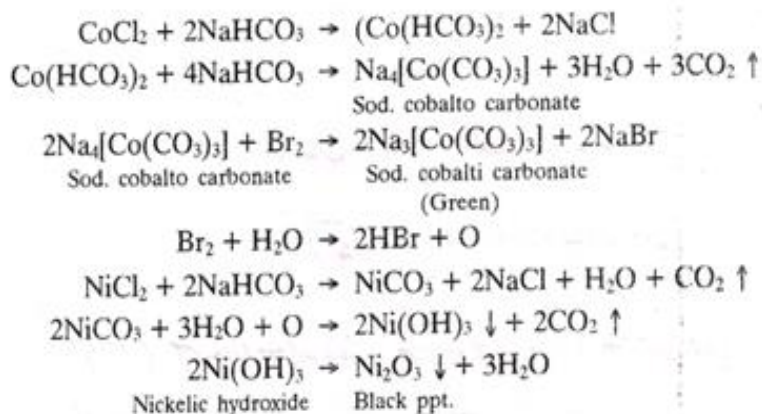 CoCl₂ + 2NaHCO₃ → (Co(HCO₃)₂ + 2NaCl
Co(HCO₃)₂ + 4NaHCO₃ → Na₄[Co(CO₃)₃] + 3H₂O + 3CO₂ ↑
Sod. cobalto carbonate
2Na₄[Co(CO₃)₃] + Br₂ → 2Na₃[Co(CO₃)₃] + 2NaBr
Sod. cobalto carbonate Sod. cobalti carbonate
(Green)
Br₂ + H₂O → 2HBr + O
NiCl₂ + 2NaHCO₃ → NiCO₃ + 2NaCl + H₂O + CO₂ ↑
2NiCO₃ + 3H₂O + O → 2Ni(OH)₃ ↓ + 2CO₂ ↑
2Ni(OH)₃ → Ni₂O₃ ↓ + 3H₂O
Nickelic hydroxide Black ppt.